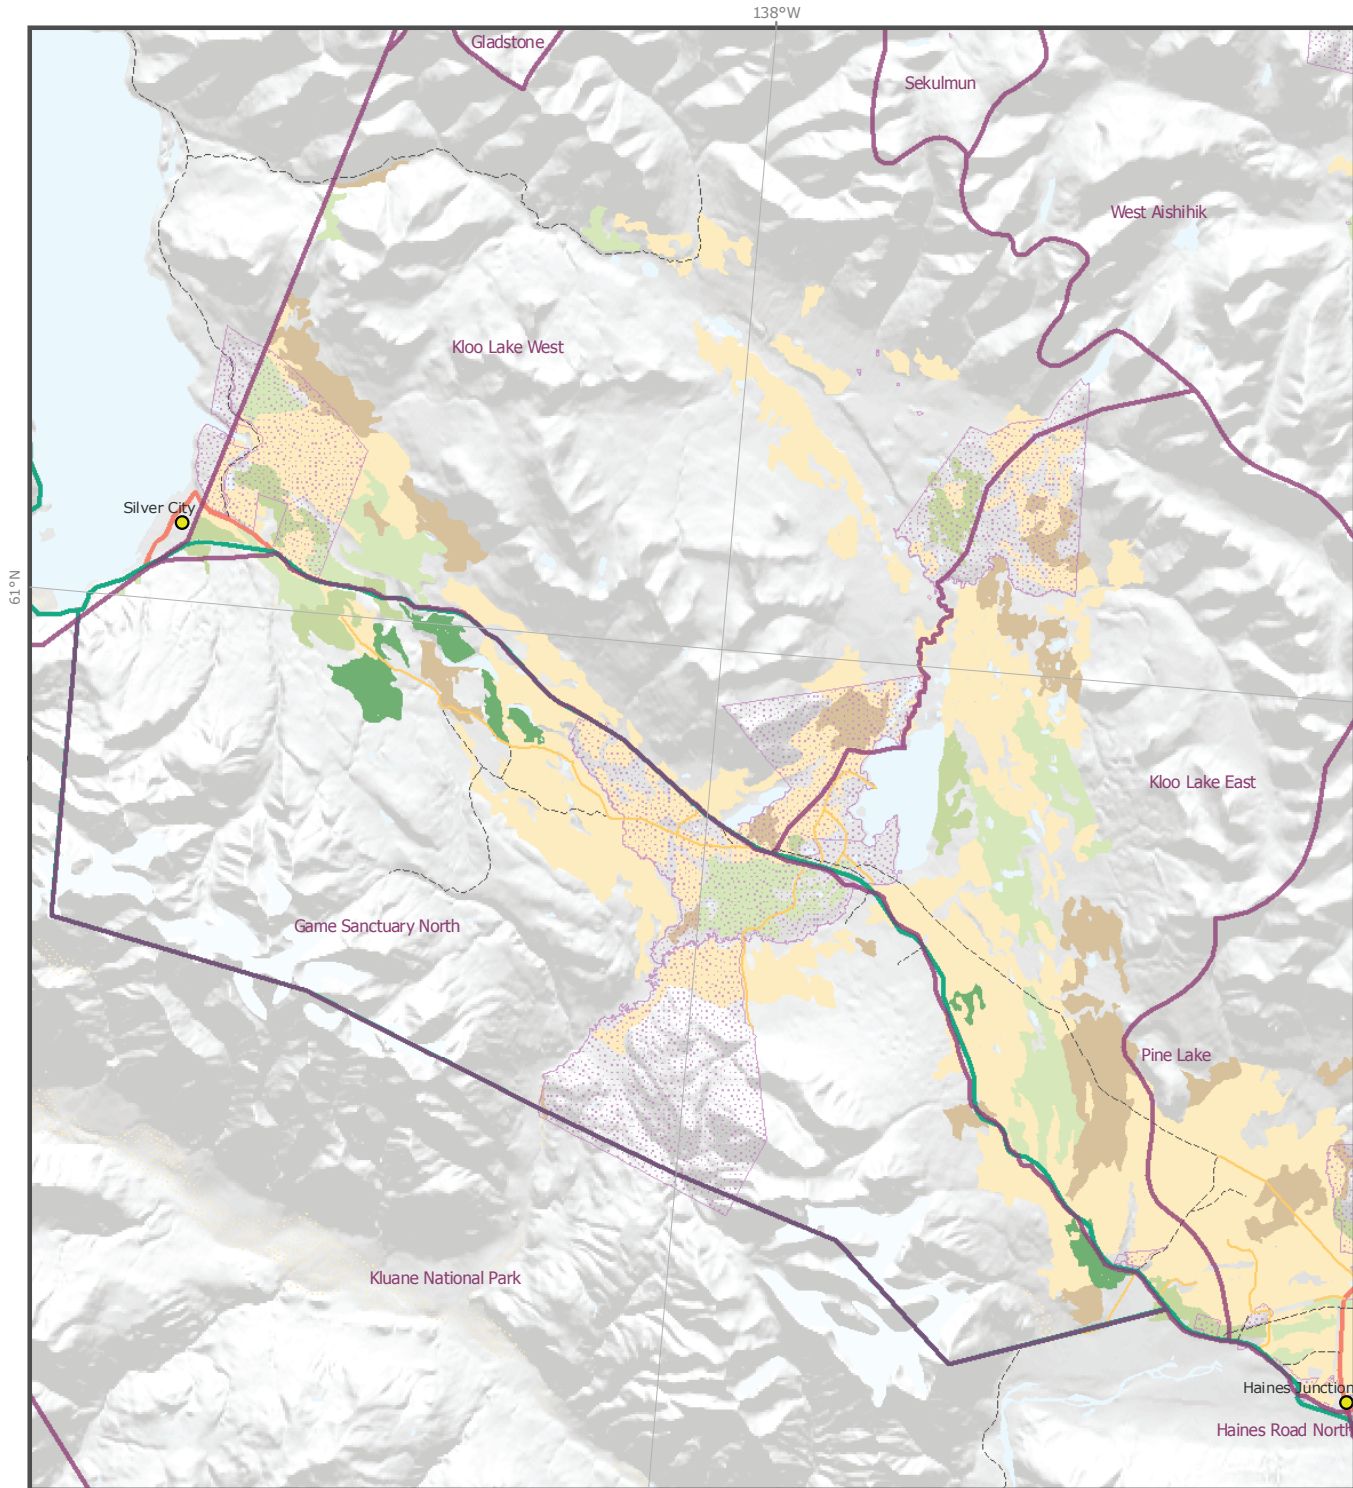 138°W
Gladstone
Sekulmun
West Aishihik
Kloo Lake West
Silver City
61°N
Kloo Lake East
Game Sanctuary North
Pine Lake
Kluane National Park
Haines Junction
Haines Road North